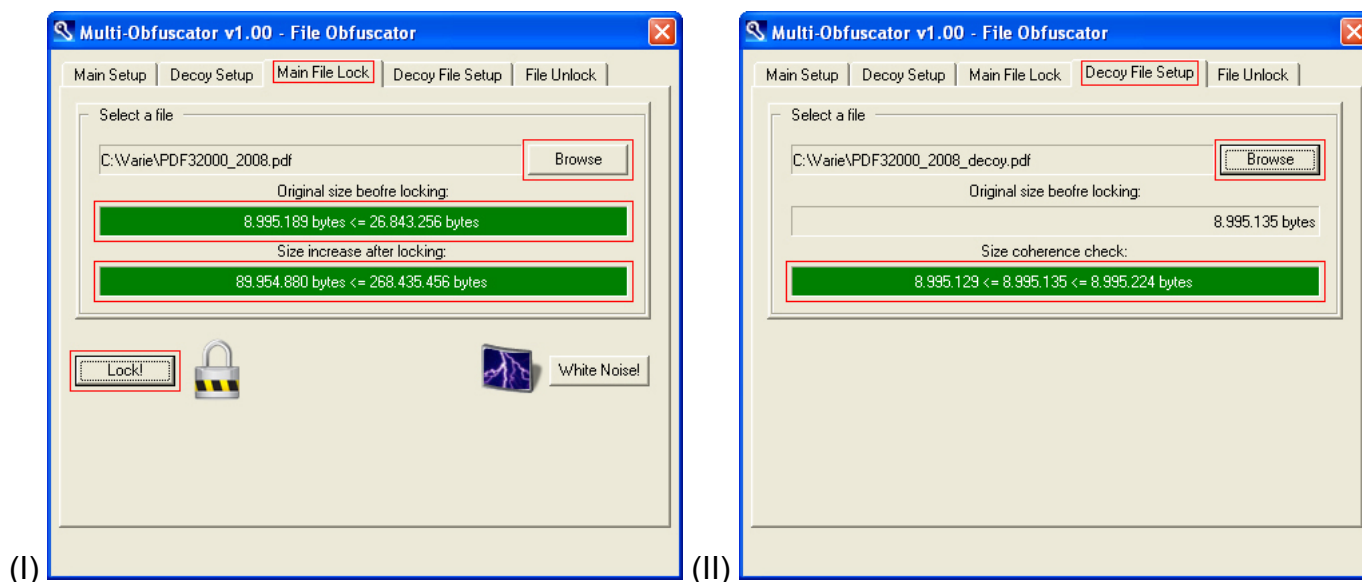 Multi-Obfuscator v1.00 - File Obfuscator
Main Setup Decoy Setup Main File Lock Decoy File Setup File Unlock
Select a file
C:\Varie\PDF32000_2008.pdf Browse
Original size beofre locking:
8.995.189 bytes <= 26.843.256 bytes
Size increase after locking:
89.954.880 bytes <= 268.435.456 bytes
Lock! White Noise!
(I)
Multi-Obfuscator v1.00 - File Obfuscator
Main Setup Decoy Setup Main File Lock Decoy File Setup File Unlock
Select a file
C:\Varie\PDF32000_2008_decoy.pdf Browse
Original size beofre locking:
8.995.135 bytes
Size coherence check:
8.995.129 <= 8.995.135 <= 8.995.224 bytes
(II)